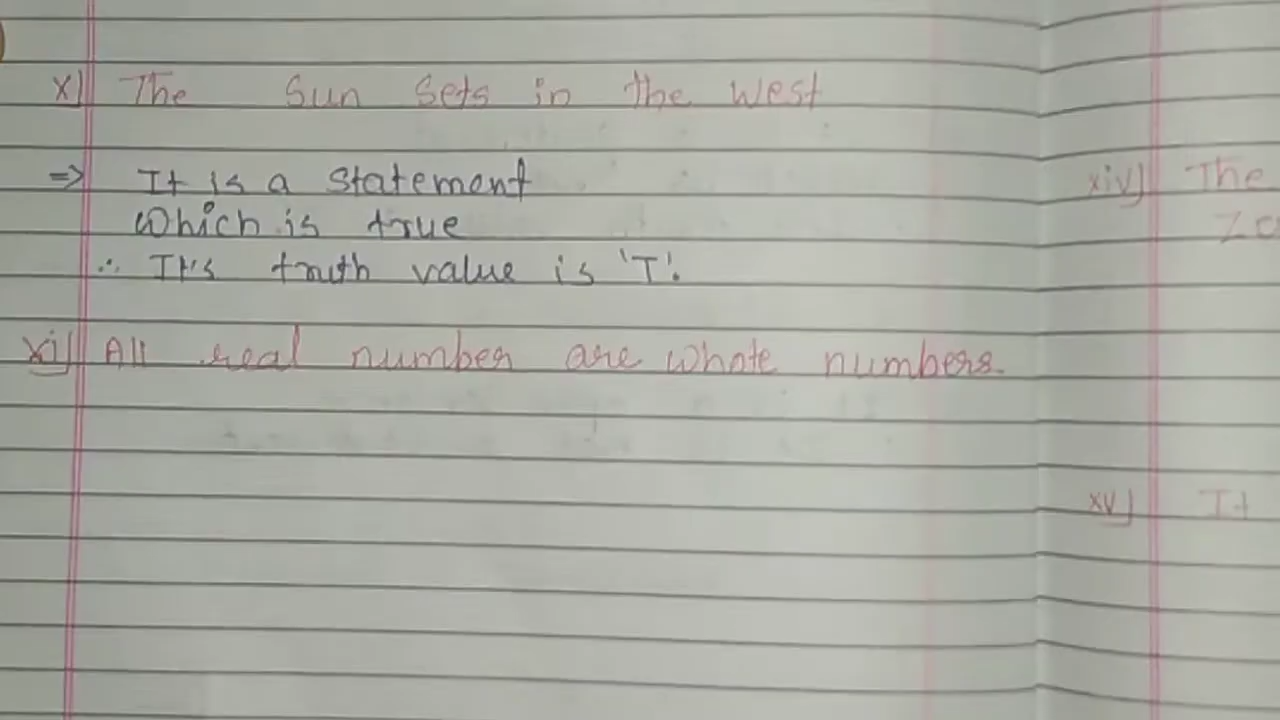 x) The Sun sets in the west
=> It is a statement
which is true
∴ It's truth value is 'T'.
xi) All real number are whole numbers.
xiv) The
xv) It